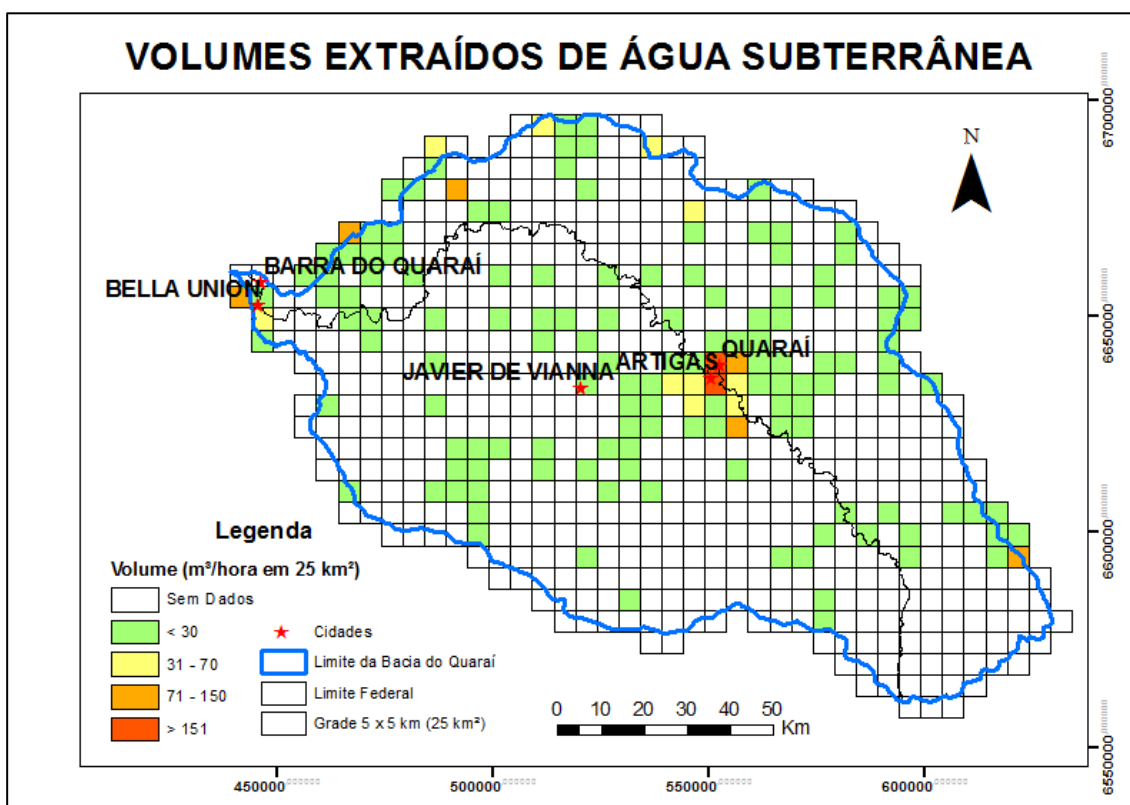 VOLUMES EXTRAÍDOS DE ÁGUA SUBTERRÂNEA
N
BARRA DO QUARAÍ
BELLA UNION
QUARAÍ
ARTIGAS
JAVIER DE VIANNA
Legenda
Volume (m³/hora em 25 km²)
Sem Dados
< 30
31 - 70
71 - 150
> 151
Cidades
Limite da Bacia do Quaraí
Limite Federal
Grade 5 x 5 km (25 km²)
0 10 20 30 40 50
Km
450000
500000
550000
600000
6700000
6650000
6600000
6550000